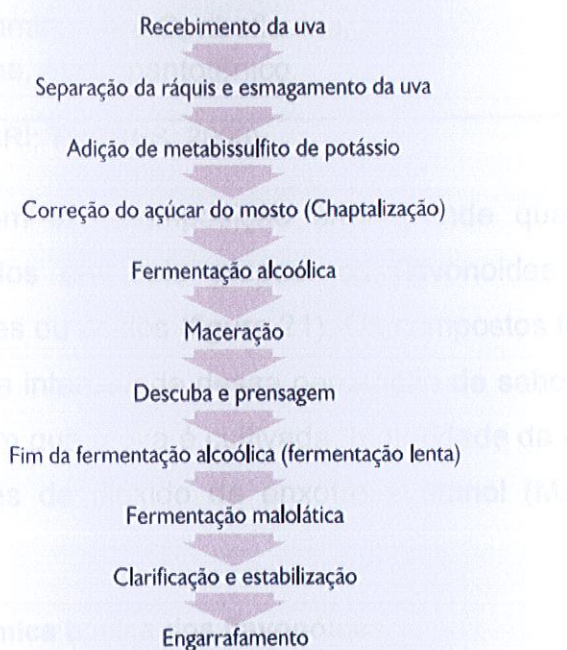 Recebimento da uva
Separação da ráquis e esmagamento da uva
Adição de metabissulfito de potássio
Correção do açúcar do mosto (Chaptalização)
Fermentação alcoólica
Maceração
Descuba e prensagem
Fim da fermentação alcoólica (fermentação lenta)
Fermentação malolática
Clarificação e estabilização
Engarrafamento